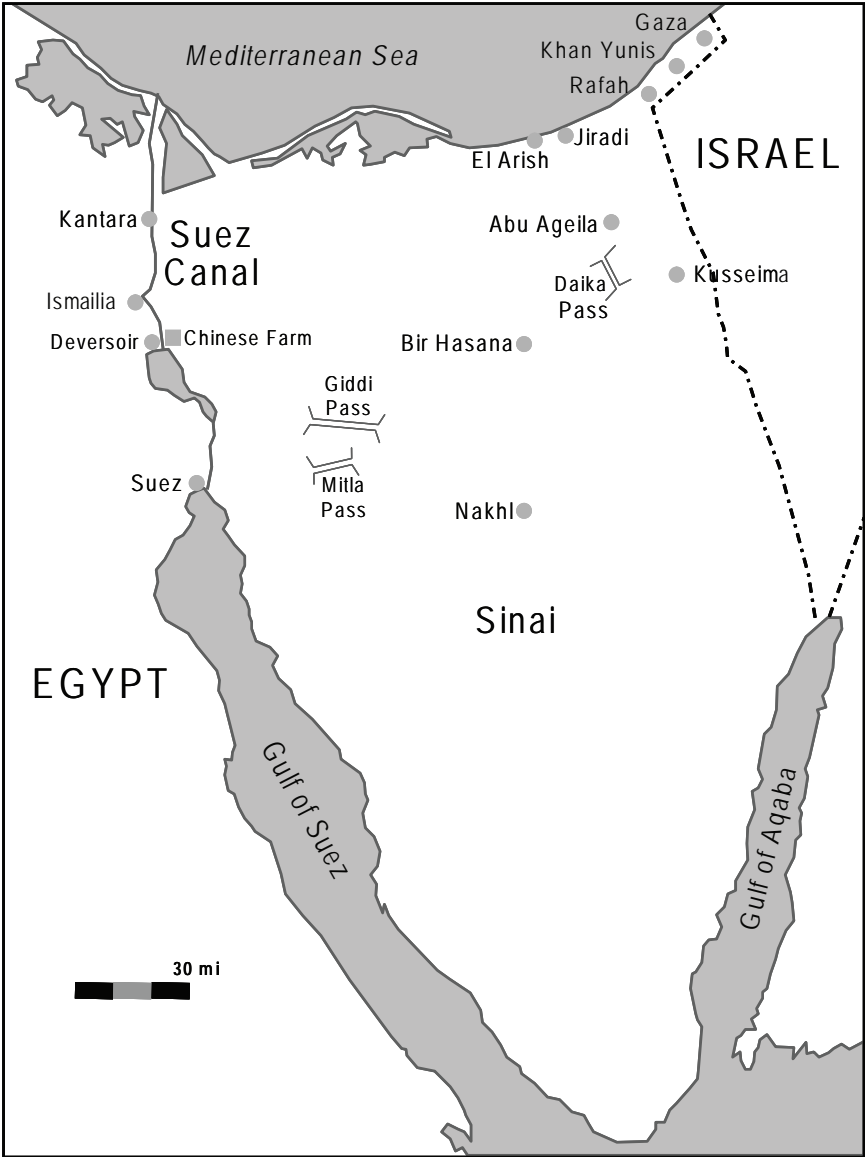 Gaza
Mediterranean Sea
Khan Yunis
Rafah
Jiradi
ISRAEL
El Arish
Kantara
Suez
Canal
Abu Ageila
Daika
Pass
Kusseima
Ismailia
Deversoir
Chinese Farm
Bir Hasana
Giddi
Pass
Suez
Mitla
Pass
Nakhl
Sinai
EGYPT
Gulf of Suez
Gulf of Aqaba
30 mi